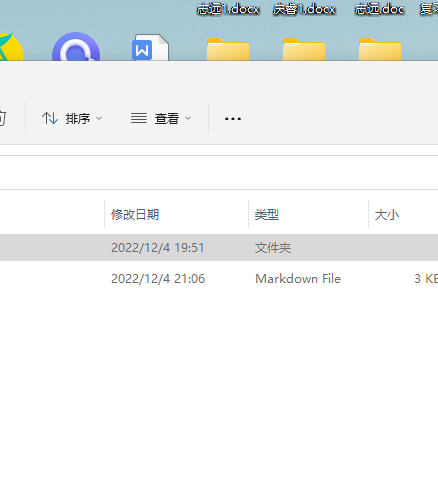 志远1.docx
庆睿1.docx
志远.doc
排序
查看
修改日期
类型
大小
2022/12/4 19:51
文件夹
2022/12/4 21:06
Markdown File
3 KB